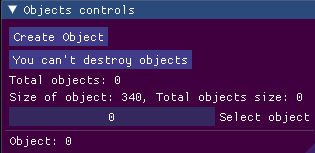 Objects controls
Create Object
You can't destroy objects
Total objects: 0
Size of object: 340, Total objects size: 0
0 Select object
Object: 0